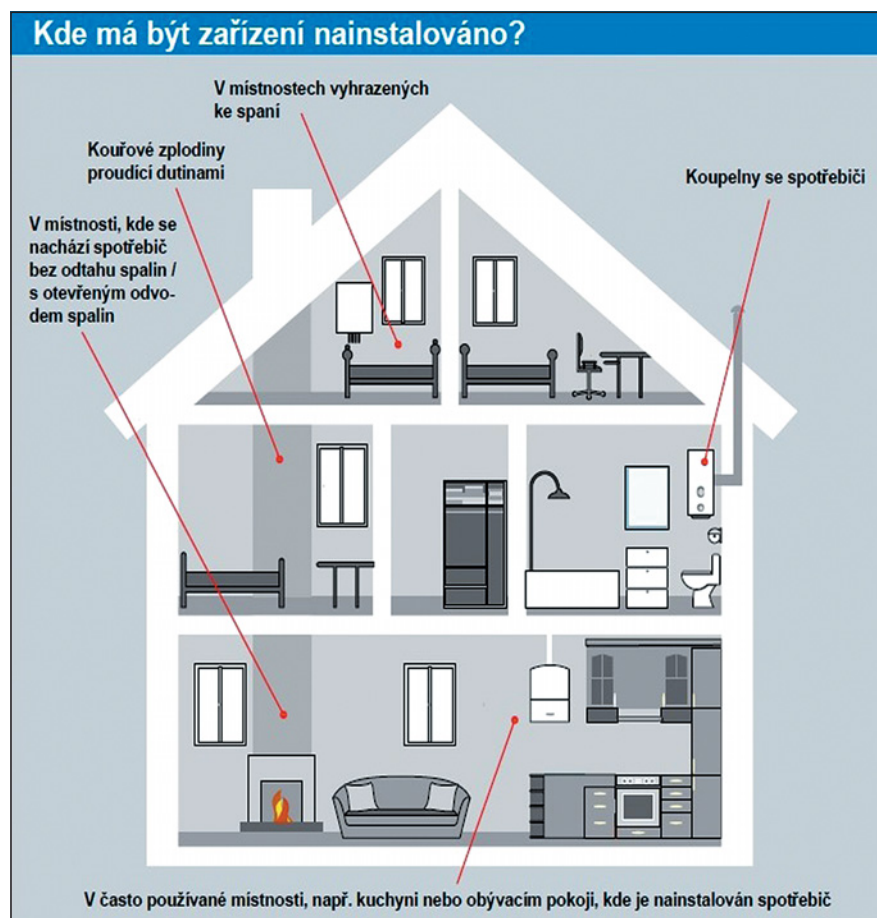 Kde má být zařízení nainstalováno?
V místnostech vyhrazených
ke spaní
Kouřové zplodiny
proudící dutinami
Koupelny se spotřebiči
V místnosti, kde se
nachází spotřebič
bez odtahu spalin /
s otevřeným odvo-
dem spalin
V často používané místnosti, např. kuchyni nebo obývacím pokoji, kde je nainstalován spotřebič